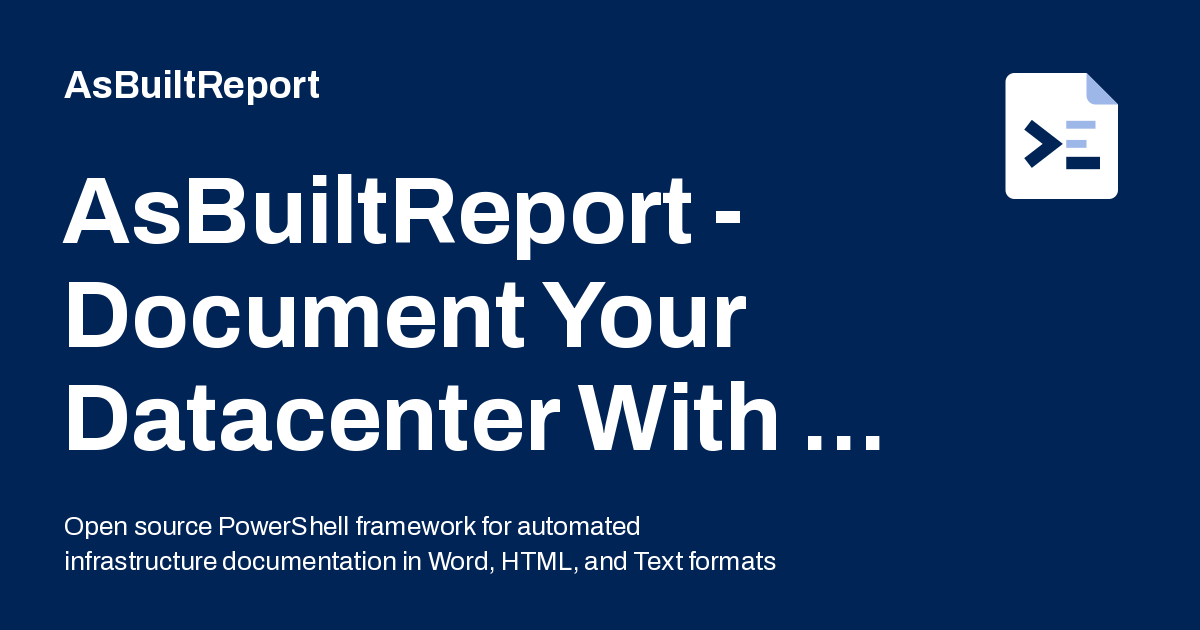 AsBuiltReport
AsBuiltReport -
Document Your
Datacenter With ...
Open source PowerShell framework for automated
infrastructure documentation in Word, HTML, and Text formats